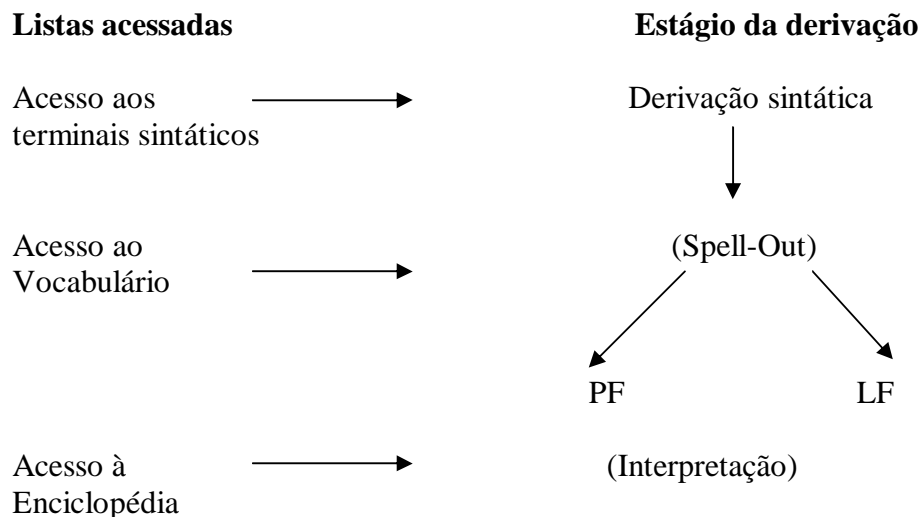 Listas acessadas Estágio da derivação
Acesso aos Derivação sintática
terminais sintáticos
Acesso ao (Spell-Out)
Vocabulário
PF LF
Acesso à (Interpretação)
Enciclopédia